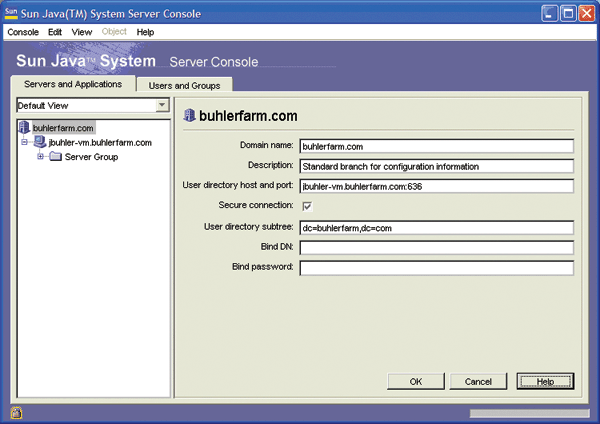 Sun Sun Java(TM) System Server Console
Console Edit View Object Help
Sun Java™ System Server Console
Servers and Applications Users and Groups
Default View
buhlerfarm.com
jbuhler-vm.buhlerfarm.com
Server Group
buhlerfarm.com
Domain name: buhlerfarm.com
Description: Standard branch for configuration information
User directory host and port: jbuhler-vm.buhlerfarm.com:636
Secure connection:
User directory subtree: dc=buhlerfarm,dc=com
Bind DN:
Bind password:
OK Cancel Help